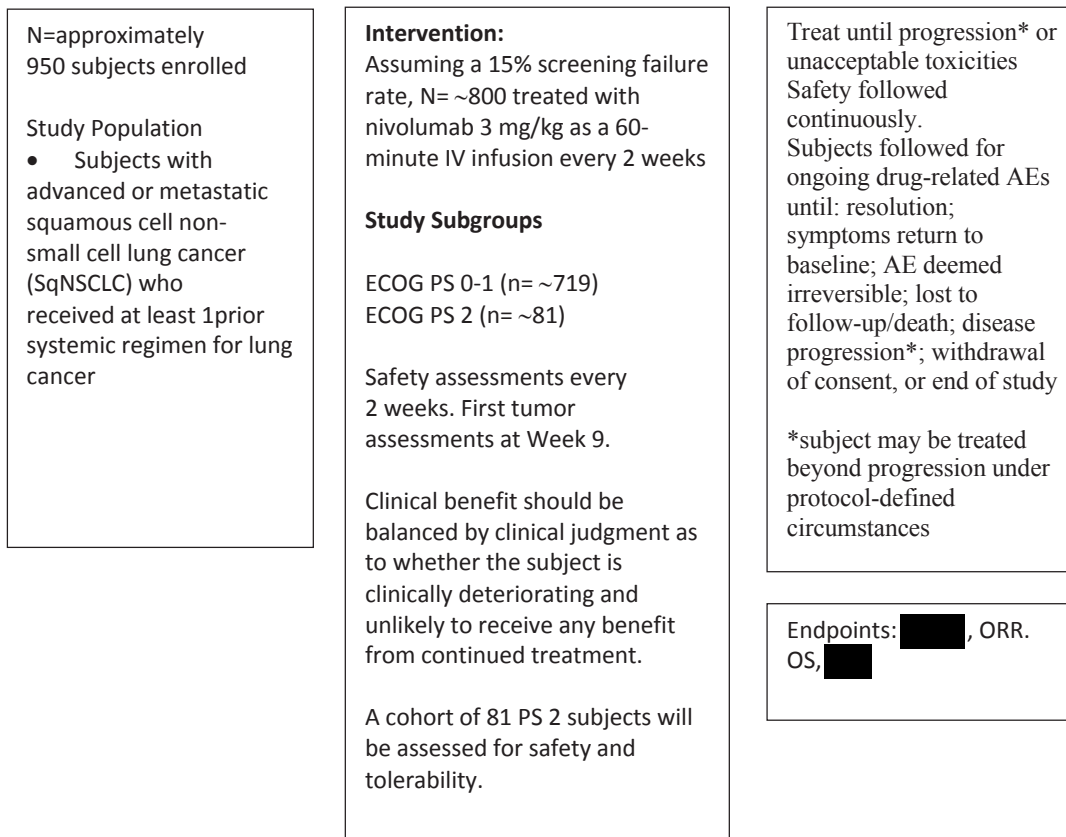 N=approximately
950 subjects enrolled
Study Population
• Subjects with
advanced or metastatic
squamous cell non-
small cell lung cancer
(SqNSCLC) who
received at least 1prior
systemic regimen for lung
cancer
Intervention:
Assuming a 15% screening failure
rate, N= ~800 treated with
nivolumab 3 mg/kg as a 60-
minute IV infusion every 2 weeks
Study Subgroups
ECOG PS 0-1 (n= ~719)
ECOG PS 2 (n= ~81)
Safety assessments every
2 weeks. First tumor
assessments at Week 9.
Clinical benefit should be
balanced by clinical judgment as
to whether the subject is
clinically deteriorating and
unlikely to receive any benefit
from continued treatment.
A cohort of 81 PS 2 subjects will
be assessed for safety and
tolerability.
Treat until progression* or
unacceptable toxicities
Safety followed
continuously.
Subjects followed for
ongoing drug-related AEs
until: resolution;
symptoms return to
baseline; AE deemed
irreversible; lost to
follow-up/death; disease
progression*; withdrawal
of consent, or end of study
*subject may be treated
beyond progression under
protocol-defined
circumstances
Endpoints: , ORR.
OS,